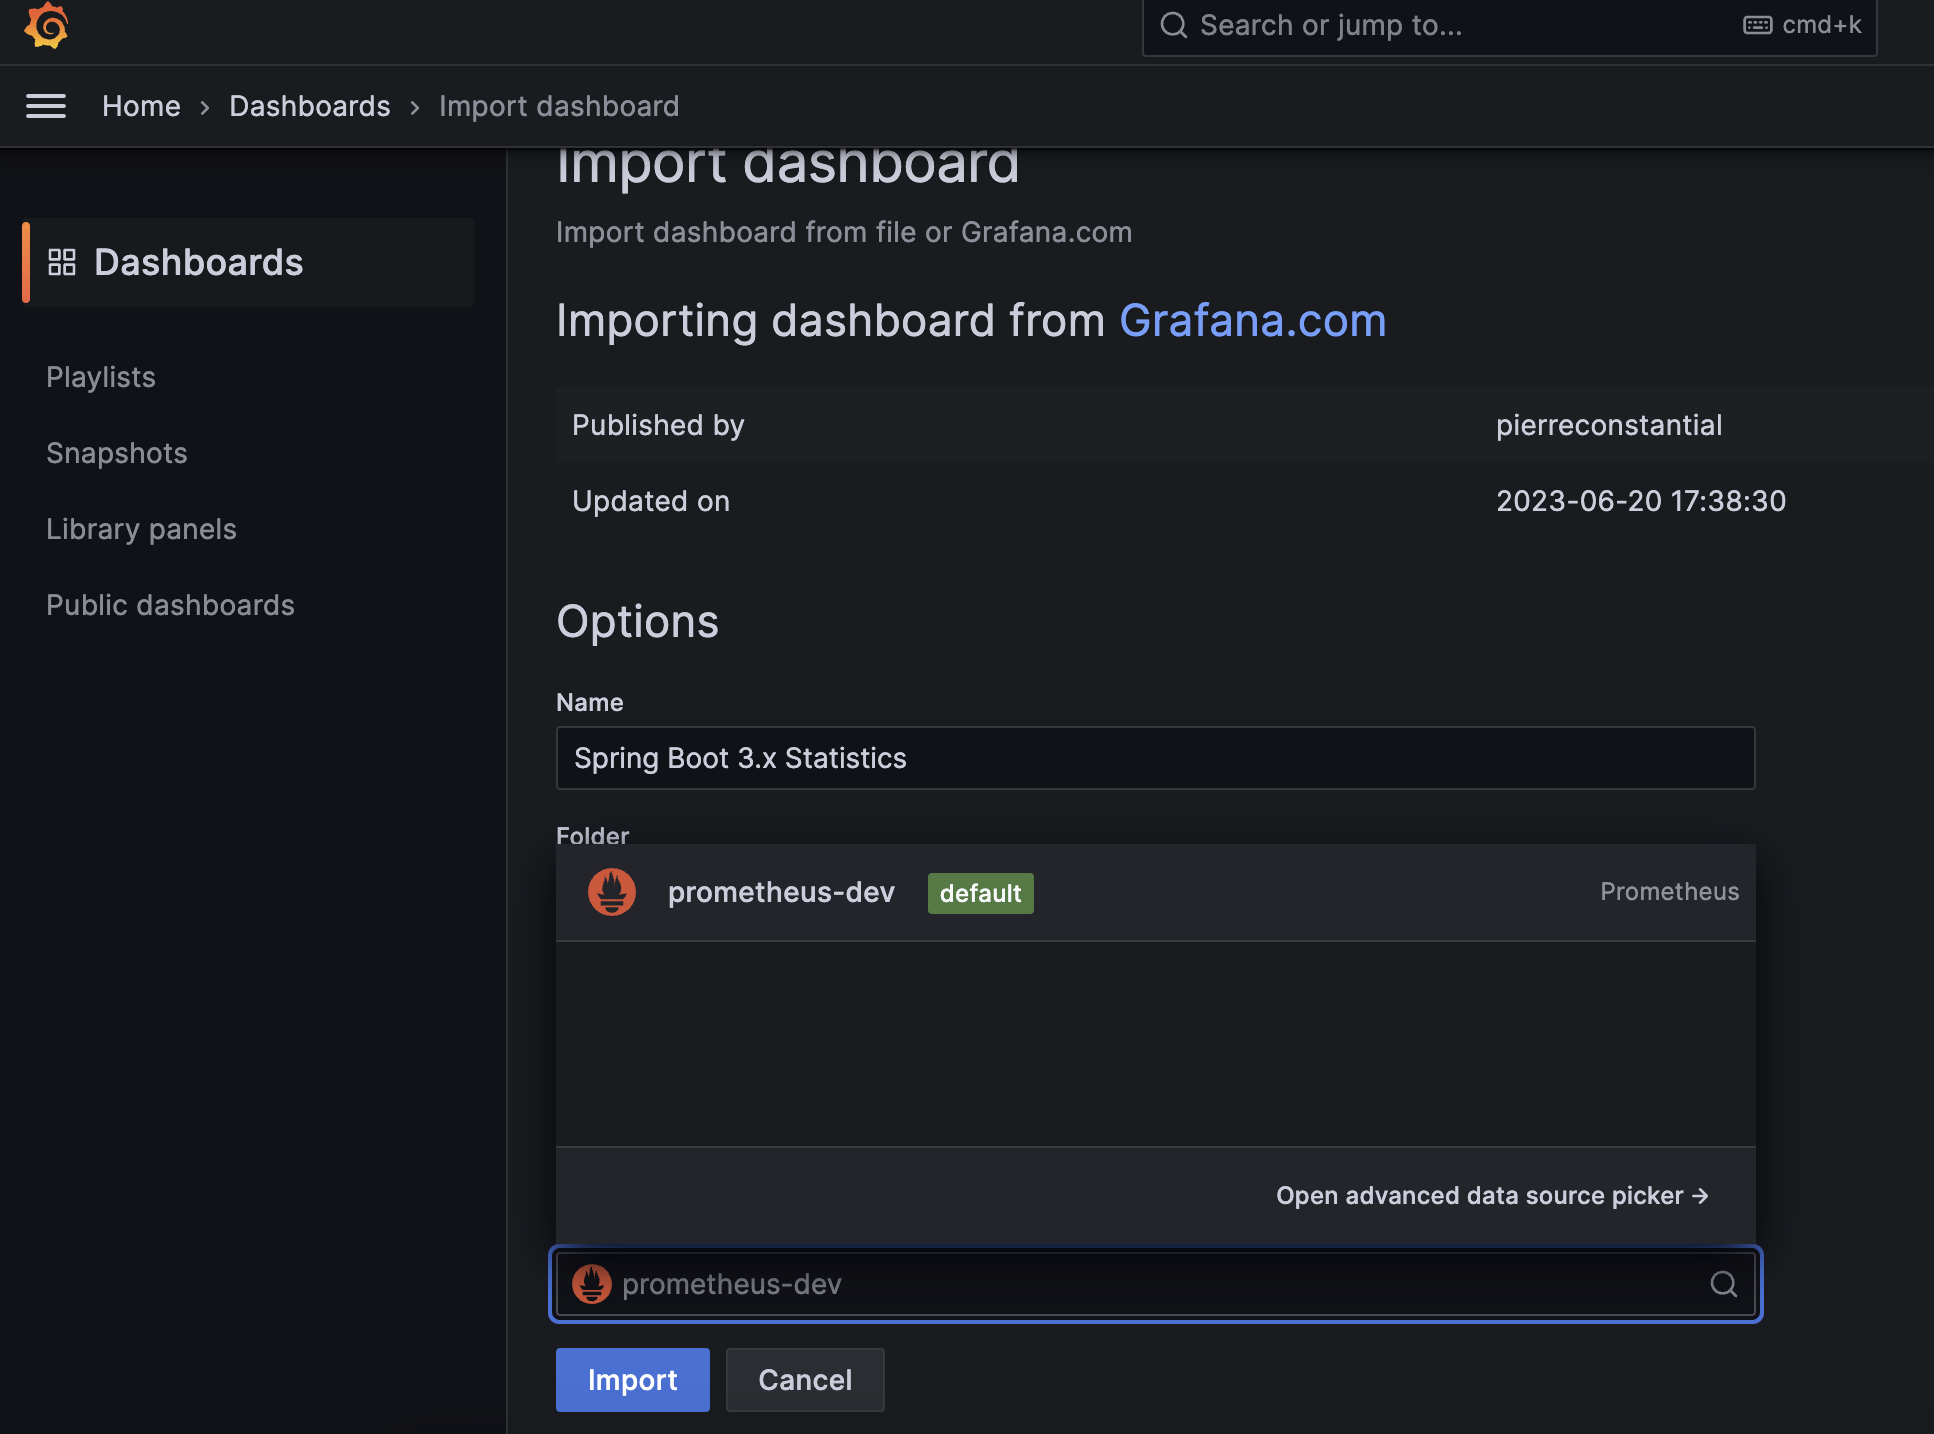 Search or jump to...
cmd+k
Home › Dashboards › Import dashboard
Dashboards
Playlists
Snapshots
Library panels
Public dashboards
Import dashboard
Import dashboard from file or Grafana.com
Importing dashboard from Grafana.com
Published by pierreconstantial
Updated on 2023-06-20 17:38:30
Options
Name
Spring Boot 3.x Statistics
Folder
prometheus-dev default Prometheus
Open advanced data source picker →
prometheus-dev
Import Cancel